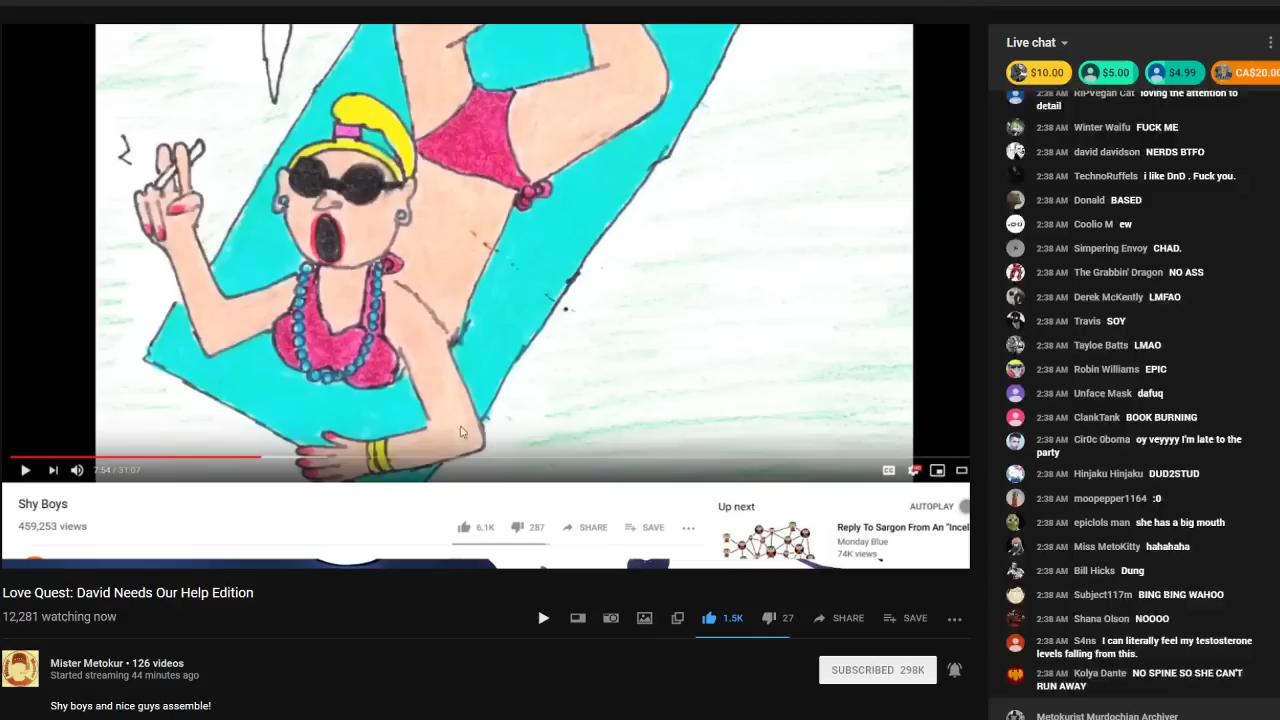 Live chat
$10.00
$5.00
$4.99
CA$20.00
2:38 AM RIPVegan Cat loving the attention to
detail
2:38 AM Winter Waifu FUCK ME
2:38 AM david davidson NERDS BTFO
2:38 AM TechnoRuffels i like DnD . Fuck you.
2:38 AM Donald BASED
2:38 AM Coolio M ew
2:38 AM Simpering Envoy CHAD.
2:38 AM The Grabbin' Dragon NO ASS
2:38 AM Derek McKently LMFAO
2:38 AM Travis SOY
2:38 AM Tayloe Batts LMAO
2:38 AM Robin Williams EPIC
2:38 AM Unface Mask dafuq
2:38 AM ClankTank BOOK BURNING
2:38 AM Cir0c 0boma oy veyyyy I'm late to the
party
2:38 AM Hinjaku Hinjaku DUD2STUD
2:38 AM moopepper1164 :0
2:38 AM epiclols man she has a big mouth
2:38 AM Miss MetoKitty hahahaha
2:38 AM Bill Hicks Dung
2:38 AM Subject117m BING BING WAHOO
2:38 AM Shana Olson NOOOO
2:38 AM S4ns I can literally feel my testosterone
levels falling from this.
2:38 AM Kolya Dante NO SPINE SO SHE CAN'T
RUN AWAY
Metokurist Murdochian Archiver
7:54 / 31:07
CC
Shy Boys
459,253 views
6.1K
287
SHARE
SAVE
Up next
AUTOPLAY
Reply To Sargon From An "Incel
Monday Blue
74K views
Love Quest: David Needs Our Help Edition
12,281 watching now
1.5K
27
SHARE
SAVE
Mister Metokur • 126 videos
Started streaming 44 minutes ago
SUBSCRIBED 298K
Shy boys and nice guys assemble!